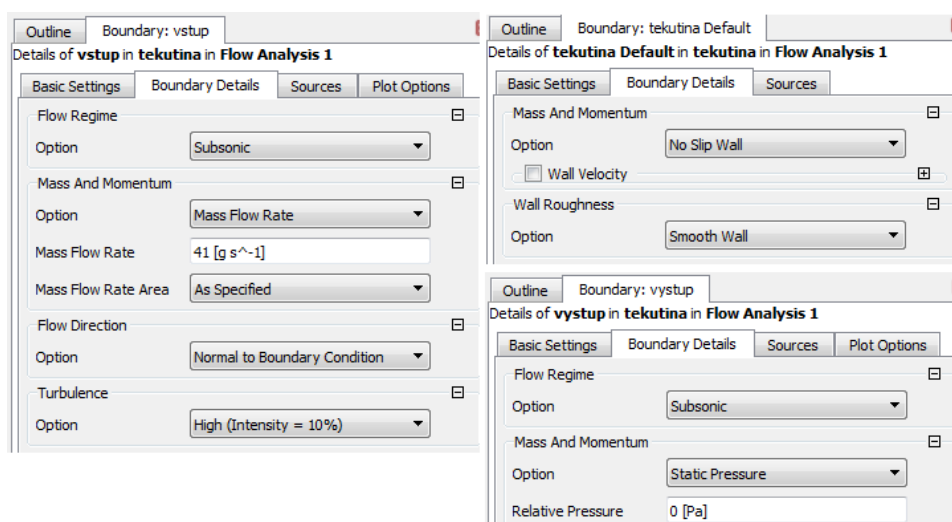 Outline Boundary: vstup
Details of vstup in tekutina in Flow Analysis 1
Basic Settings Boundary Details Sources Plot Options
Flow Regime
Option Subsonic
Mass And Momentum
Option Mass Flow Rate
Mass Flow Rate 41 [g s^-1]
Mass Flow Rate Area As Specified
Flow Direction
Option Normal to Boundary Condition
Turbulence
Option High (Intensity = 10%)
Outline Boundary: tekutina Default
Details of tekutina Default in tekutina in Flow Analysis 1
Basic Settings Boundary Details Sources
Mass And Momentum
Option No Slip Wall
Wall Velocity
Wall Roughness
Option Smooth Wall
Outline Boundary: vystup
Details of vystup in tekutina in Flow Analysis 1
Basic Settings Boundary Details Sources Plot Options
Flow Regime
Option Subsonic
Mass And Momentum
Option Static Pressure
Relative Pressure 0 [Pa]